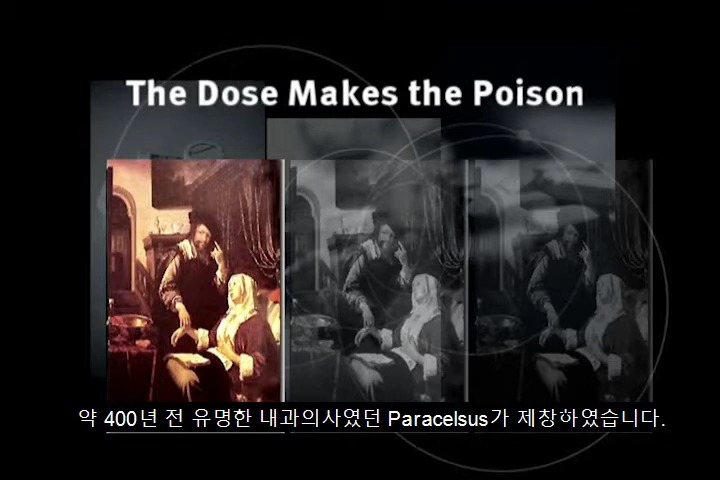 The Dose Makes the Poison
약 400년 전 유명한 내과의사였던 Paracelsus가 제창하였습니다.